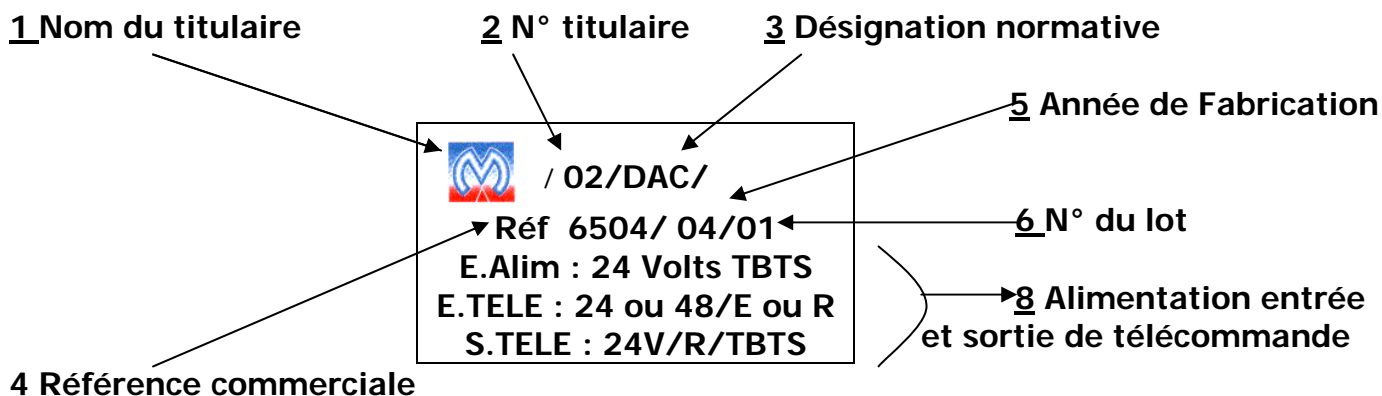 1 Nom du titulaire 2 N° titulaire 3 Désignation normative
5 Année de Fabrication
/ 02/DAC/
Réf 6504/ 04/01
6 N° du lot
E.Alim : 24 Volts TBTS
E.TELE : 24 ou 48/E ou R
S.TELE : 24V/R/TBTS
8 Alimentation entrée
et sortie de télécommande
4 Référence commerciale